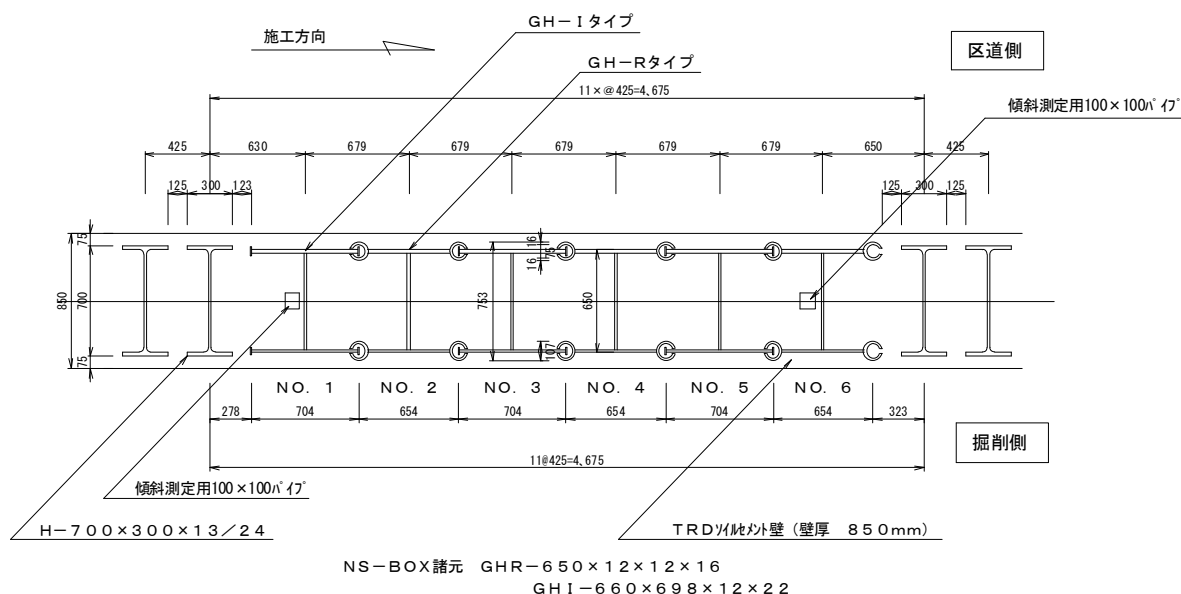 GH－Iタイプ
施工方向
区道側
GH－Rタイプ
11×@425=4,675
傾斜測定用100×100ﾊﾟｲﾌﾟ
425 630 679 679 679 679 679 650 425
125 300 123
125 300 125
75
850
700
75
16
75
16
753
650
107
NO. 1 NO. 2 NO. 3 NO. 4 NO. 5 NO. 6
278 704 654 704 654 704 654 323
掘削側
11@425=4,675
傾斜測定用100×100ﾊﾟｲﾌﾟ
H－700×300×13／24
TRDｿｲﾙｾﾒﾝﾄ壁（壁厚　850mm）
NS－BOX諸元　GHR－650×12×12×16
GHI－660×698×12×22